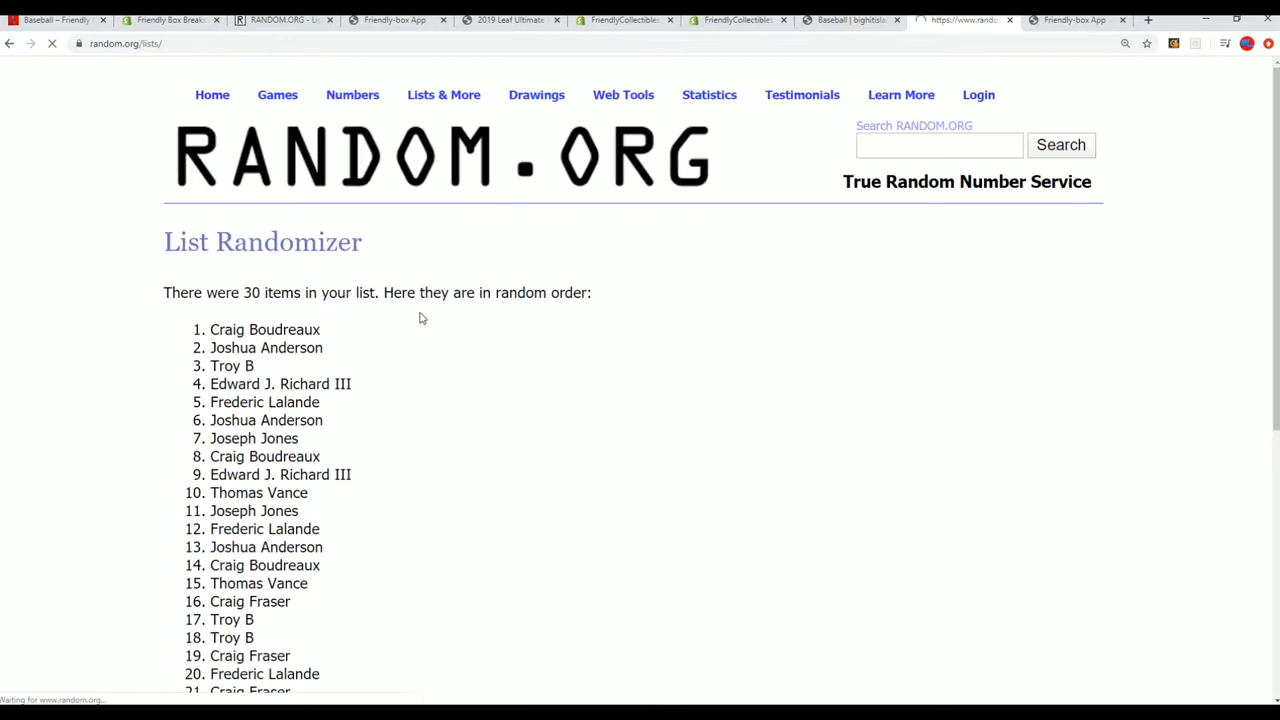 Baseball – Friendly
Friendly Box Breaks
RANDOM.ORG - Li
Friendly-box App
2019 Leaf Ultimate
FriendlyCollectibles
FriendlyCollectibles
Baseball | bighitisla
https://www.rando
Friendly-box App
random.org/lists/
Home Games Numbers Lists & More Drawings Web Tools Statistics Testimonials Learn More Login
RANDOM.ORG
Search RANDOM.ORG
Search
True Random Number Service
List Randomizer
There were 30 items in your list. Here they are in random order:
1. Craig Boudreaux
2. Joshua Anderson
3. Troy B
4. Edward J. Richard III
5. Frederic Lalande
6. Joshua Anderson
7. Joseph Jones
8. Craig Boudreaux
9. Edward J. Richard III
10. Thomas Vance
11. Joseph Jones
12. Frederic Lalande
13. Joshua Anderson
14. Craig Boudreaux
15. Thomas Vance
16. Craig Fraser
17. Troy B
18. Troy B
19. Craig Fraser
20. Frederic Lalande
21. Craig Fraser
Waiting for www.random.org...